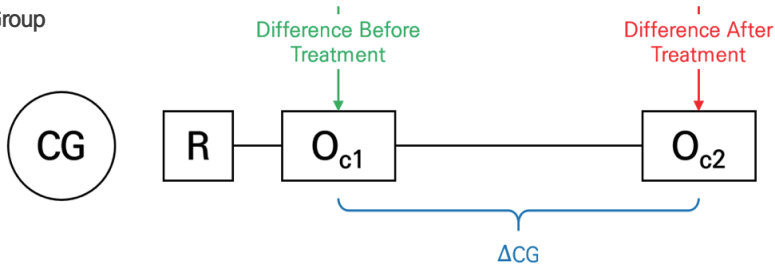 Group
Difference Before
Treatment
Difference After
Treatment
CG
R
Oc1
Oc2
ΔCG